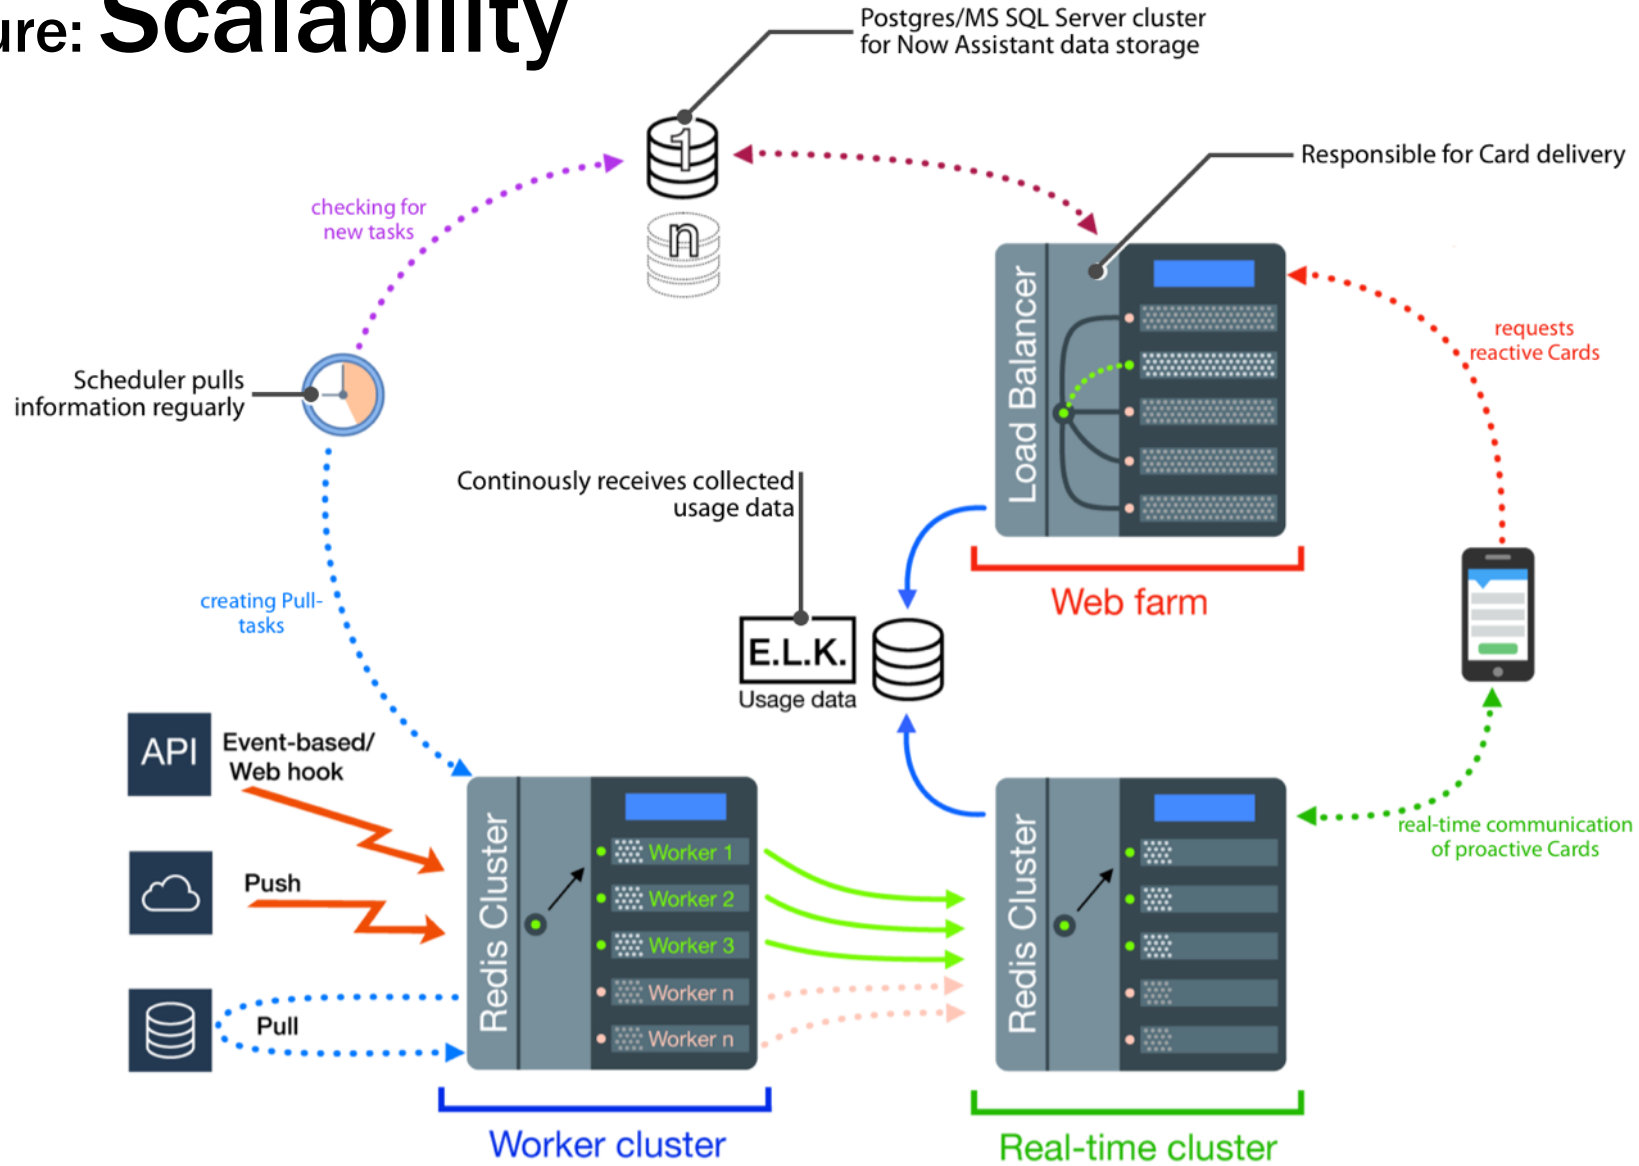 ure: Scalability
Postgres/MS SQL Server cluster
for Now Assistant data storage
1
n
Responsible for Card delivery
checking for
new tasks
Load Balancer
requests
reactive Cards
Scheduler pulls
information reguarly
Continously receives collected
usage data
Web farm
creating Pull-
tasks
E.L.K.
Usage data
API
Event-based/
Web hook
Push
Pull
Redis Cluster
Worker 1
Worker 2
Worker 3
Worker n
Worker n
Worker cluster
Redis Cluster
real-time communication
of proactive Cards
Real-time cluster